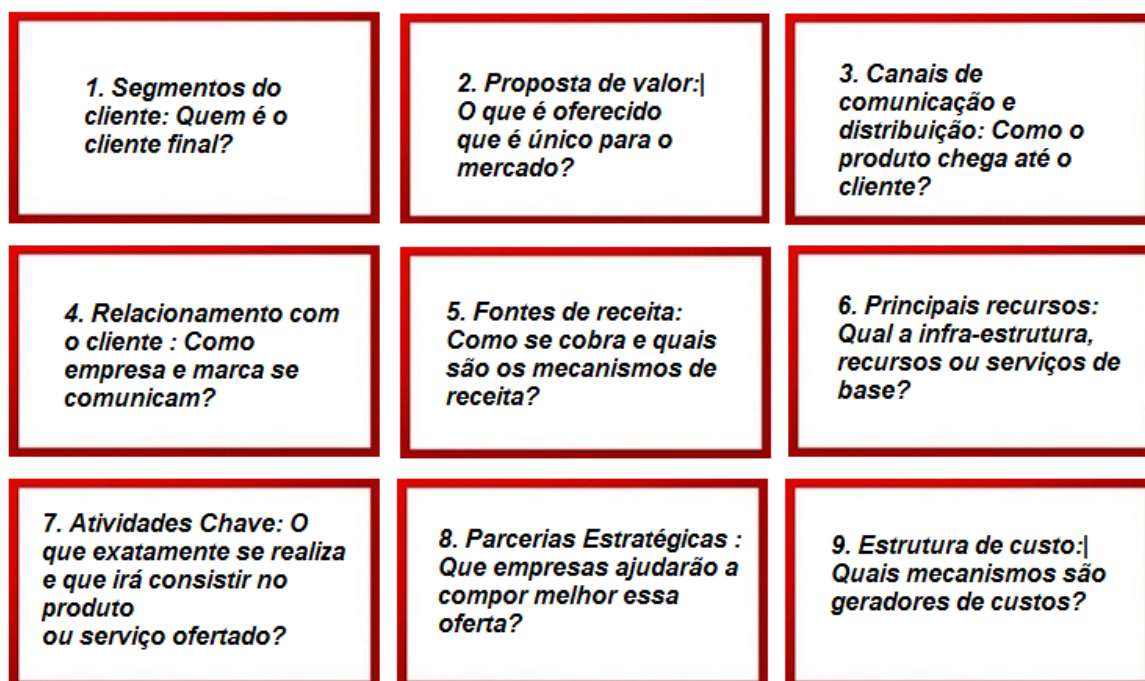 1. Segmentos do
cliente: Quem é o
cliente final?
2. Proposta de valor:|
O que é oferecido
que é único para o
mercado?
3. Canais de
comunicação e
distribuição: Como o
produto chega até o
cliente?
4. Relacionamento com
o cliente : Como
empresa e marca se
comunicam?
5. Fontes de receita:
Como se cobra e quais
são os mecanismos de
receita?
6. Principais recursos:
Qual a infra-estrutura,
recursos ou serviços de
base?
7. Atividades Chave: O
que exatamente se realiza
e que irá consistir no
produto
ou serviço ofertado?
8. Parcerias Estratégicas :
Que empresas ajudarão a
compor melhor essa
oferta?
9. Estrutura de custo:|
Quais mecanismos são
geradores de custos?